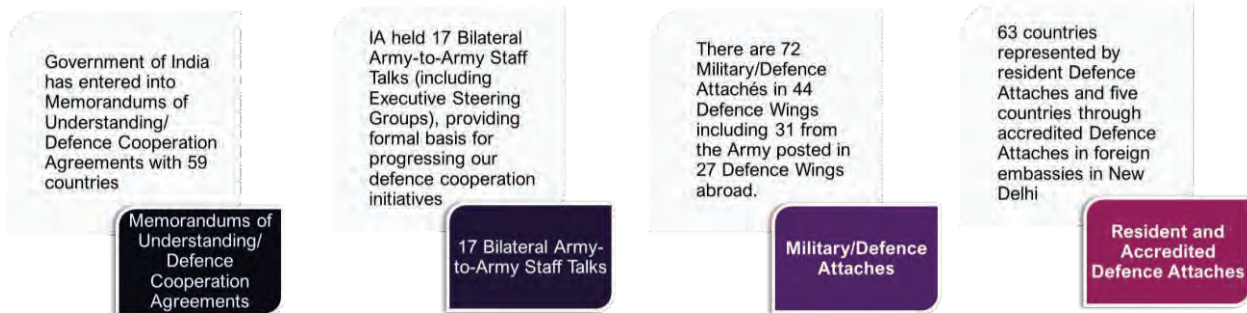 Government of India
has entered into
Memorandums of
Understanding/
Defence Cooperation
Agreements with 59
countries
Memorandums of
Understanding/
Defence
Cooperation
Agreements
IA held 17 Bilateral
Army-to-Army Staff
Talks (including
Executive Steering
Groups), providing
formal basis for
progressing our
defence cooperation
initiatives
17 Bilateral Army-
to-Army Staff Talks
There are 72
Military/Defence
Attachés in 44
Defence Wings
including 31 from
the Army posted in
27 Defence Wings
abroad.
Military/Defence
Attaches
63 countries
represented by
resident Defence
Attaches and five
countries through
accredited Defence
Attaches in foreign
embassies in New
Delhi
Resident and
Accredited
Defence Attaches